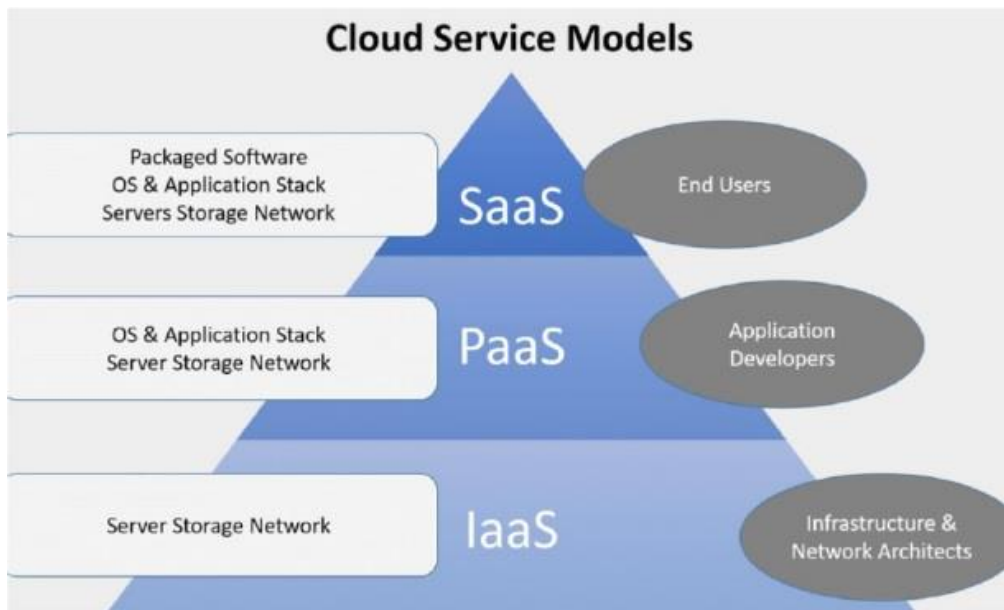 Cloud Service Models
Packaged Software
OS & Application Stack
Servers Storage Network
SaaS
End Users
OS & Application Stack
Server Storage Network
PaaS
Application
Developers
Server Storage Network
IaaS
Infrastructure &
Network Architects